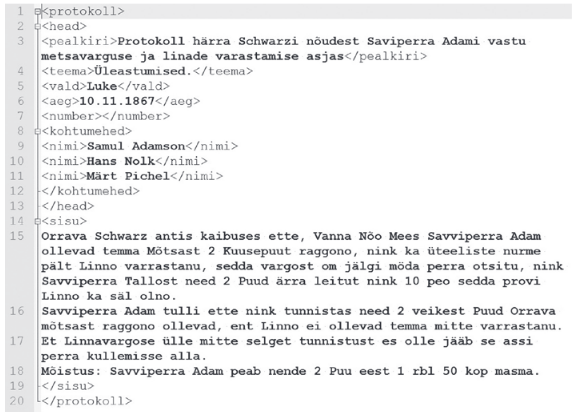 1 <protokoll>
2 <head>
3 <pealkiri>Protokoll härra Schwarzi nõudest Saviperra Adami vastu
metsavarguse ja linade varastamise asjas</pealkiri>
4 <teema>Üleastumised.</teema>
5 <vald>Luke</vald>
6 <aeg>10.11.1867</aeg>
7 <number></number>
8 <kohtumehed>
9 <nimi>Samul Adamson</nimi>
10 <nimi>Hans Nolk</nimi>
11 <nimi>Märt Pichel</nimi>
12 </kohtumehed>
13 </head>
14 <sisu>
15 Orrava Schwarz antis kaibuses ette, Vanna Nõo Mees Savviperra Adam
ollevad temma Mõtsast 2 Kuusepuut raggono, nink ka üteeliste nurme
pält Linno varrastanu, sedda vargost om jälgi möda perra otsitu, nink
Savviperra Tallost need 2 Puud ärra leitut nink 10 peo sedda provi
Linno ka säl olno.
16 Savviperra Adam tulli ette nink tunnistas need 2 veikest Puud Orrava
mõtsast raggono ollevad, ent Linno ei ollevad temma mitte varrastanu.
17 Et Linnavargose ülle mitte selget tunnistust es olle jääb se assi
perra kullemisse alla.
18 Mõistus: Savviperra Adam peab nende 2 Puu eest 1 rbl 50 kop masma.
19 </sisu>
20 </protokoll>